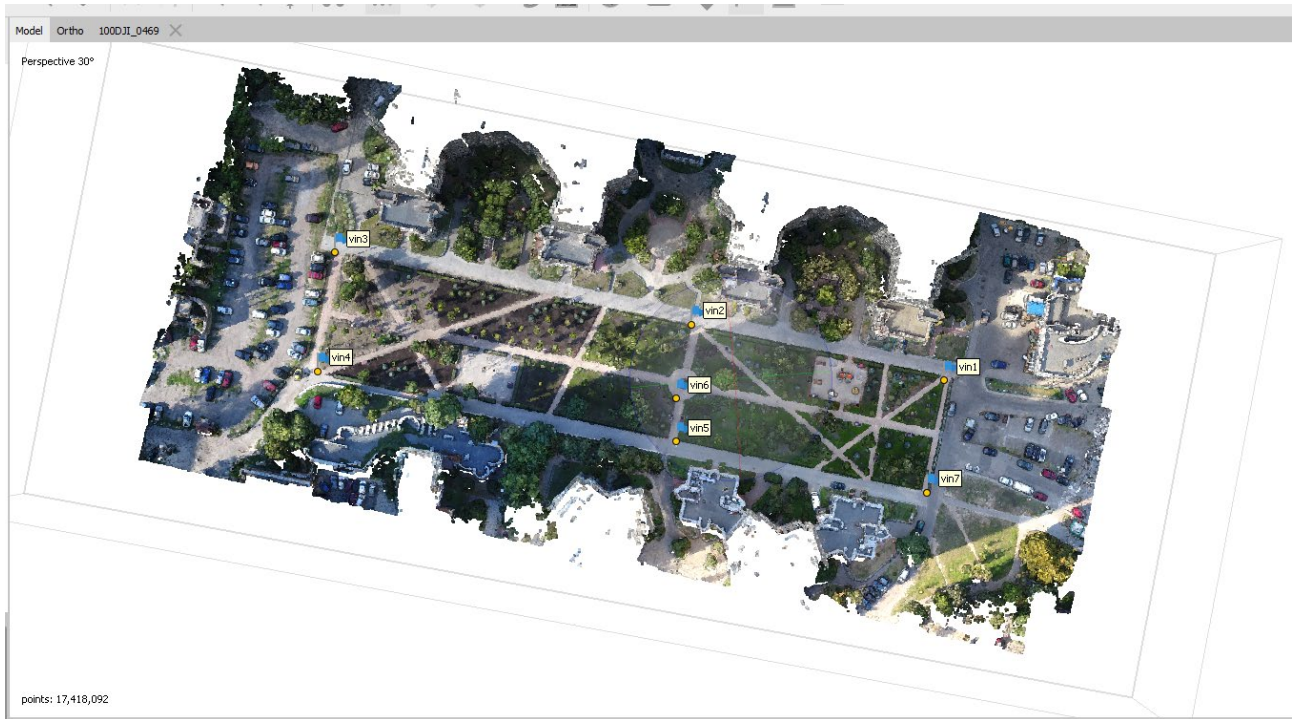 Model Ortho 100DJI_0469
Perspective 30°
vin3
vin2
vin4
vin1
vin6
vin5
vin7
points: 17,418,092